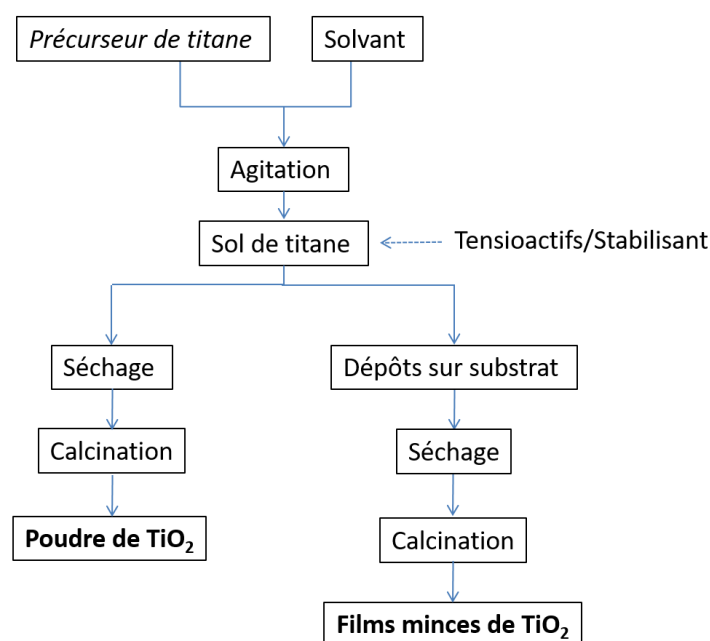 Précurseur de titane
Solvant
Agitation
Sol de titane
Tensioactifs/Stabilisant
Séchage
Dépôts sur substrat
Calcination
Séchage
Poudre de TiO₂
Calcination
Films minces de TiO₂